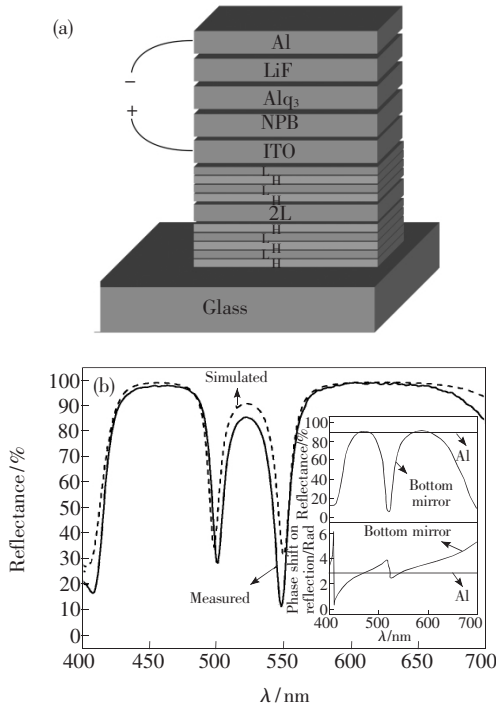 (a)
Al
LiF
Alq₃
NPB
ITO
L
H
L
H
2L
H
L
H
L
H
Glass
−
+
(b)
Simulated
Measured
Reflectance/%
100
90
80
70
60
50
40
30
20
10
0
400 450 500 550 600 650 700
λ/nm
Reflectance/%
100
80
60
40
20
0
Al
Bottom
mirror
Phase shift on
reflection/Rad
6
4
2
0
Bottom mirror
Al
400 500 600 700
λ/nm